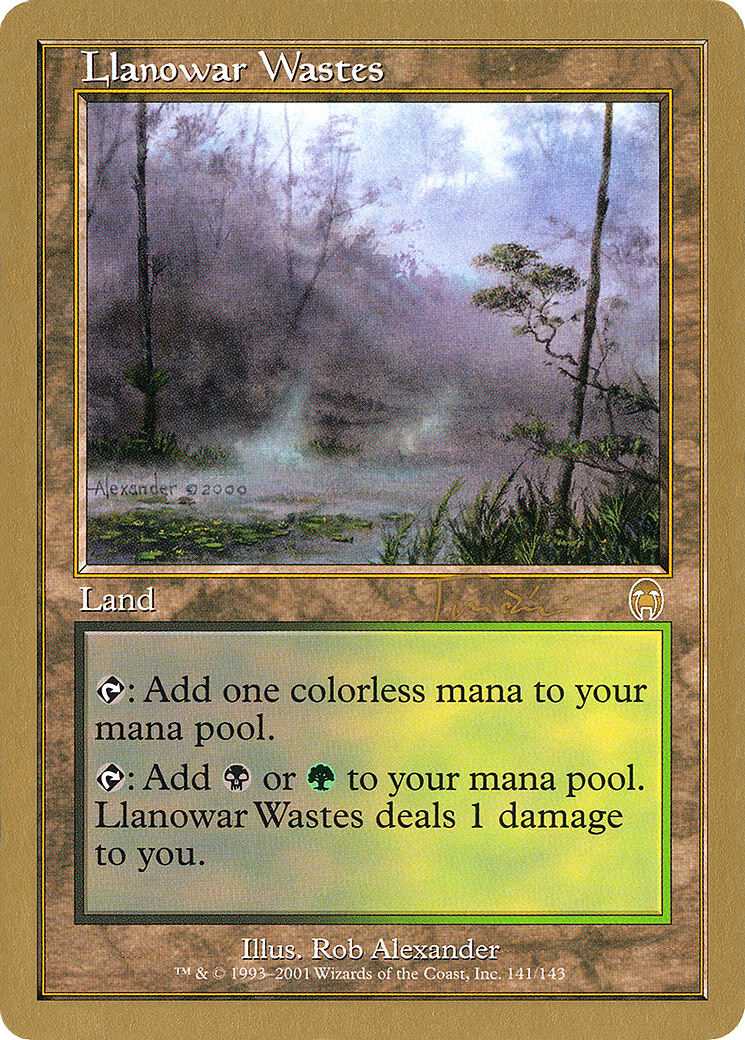 Llanowar Wastes
Alexander ©2000
Land
: Add one colorless mana to your
mana pool.
: Add or to your mana pool.
Llanowar Wastes deals 1 damage
to you.
Illus. Rob Alexander
™ & © 1993–2001 Wizards of the Coast, Inc. 141/143